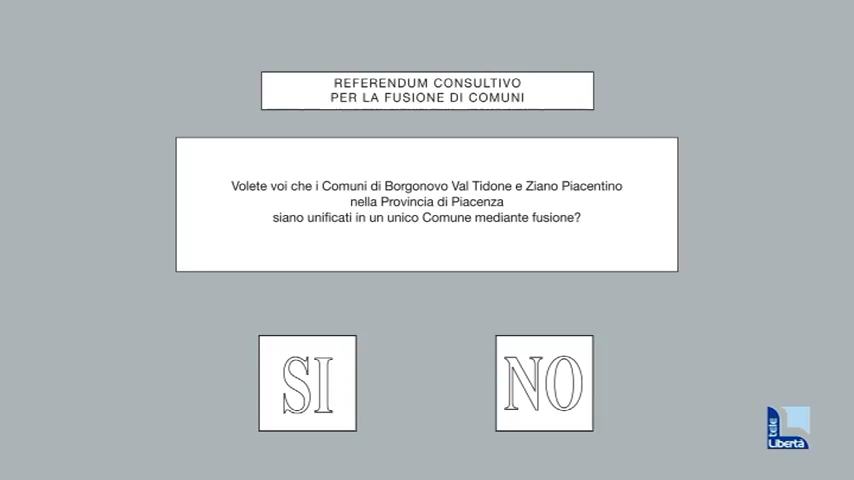 REFERENDUM CONSULTIVO
PER LA FUSIONE DI COMUNI
Volete voi che i Comuni di Borgonovo Val Tidone e Ziano Piacentino
nella Provincia di Piacenza
siano unificati in un unico Comune mediante fusione?
SI
NO
tele
Libertà